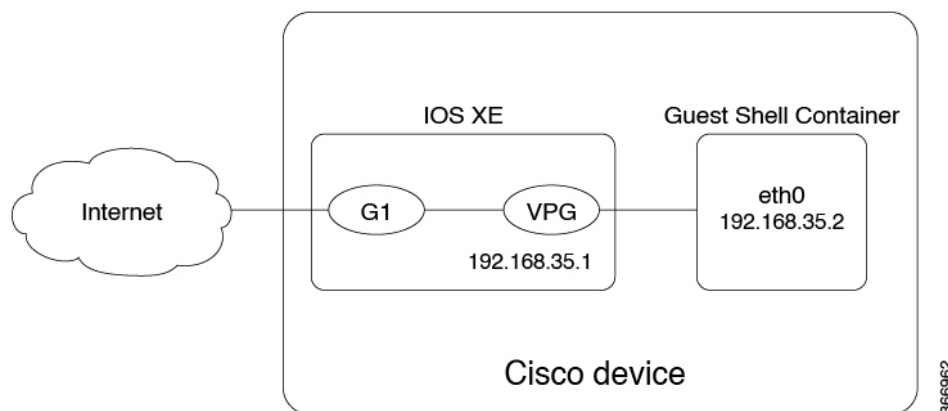 IOS XE
Guest Shell Container
Internet
G1
VPG
eth0
192.168.35.2
192.168.35.1
Cisco device
366962